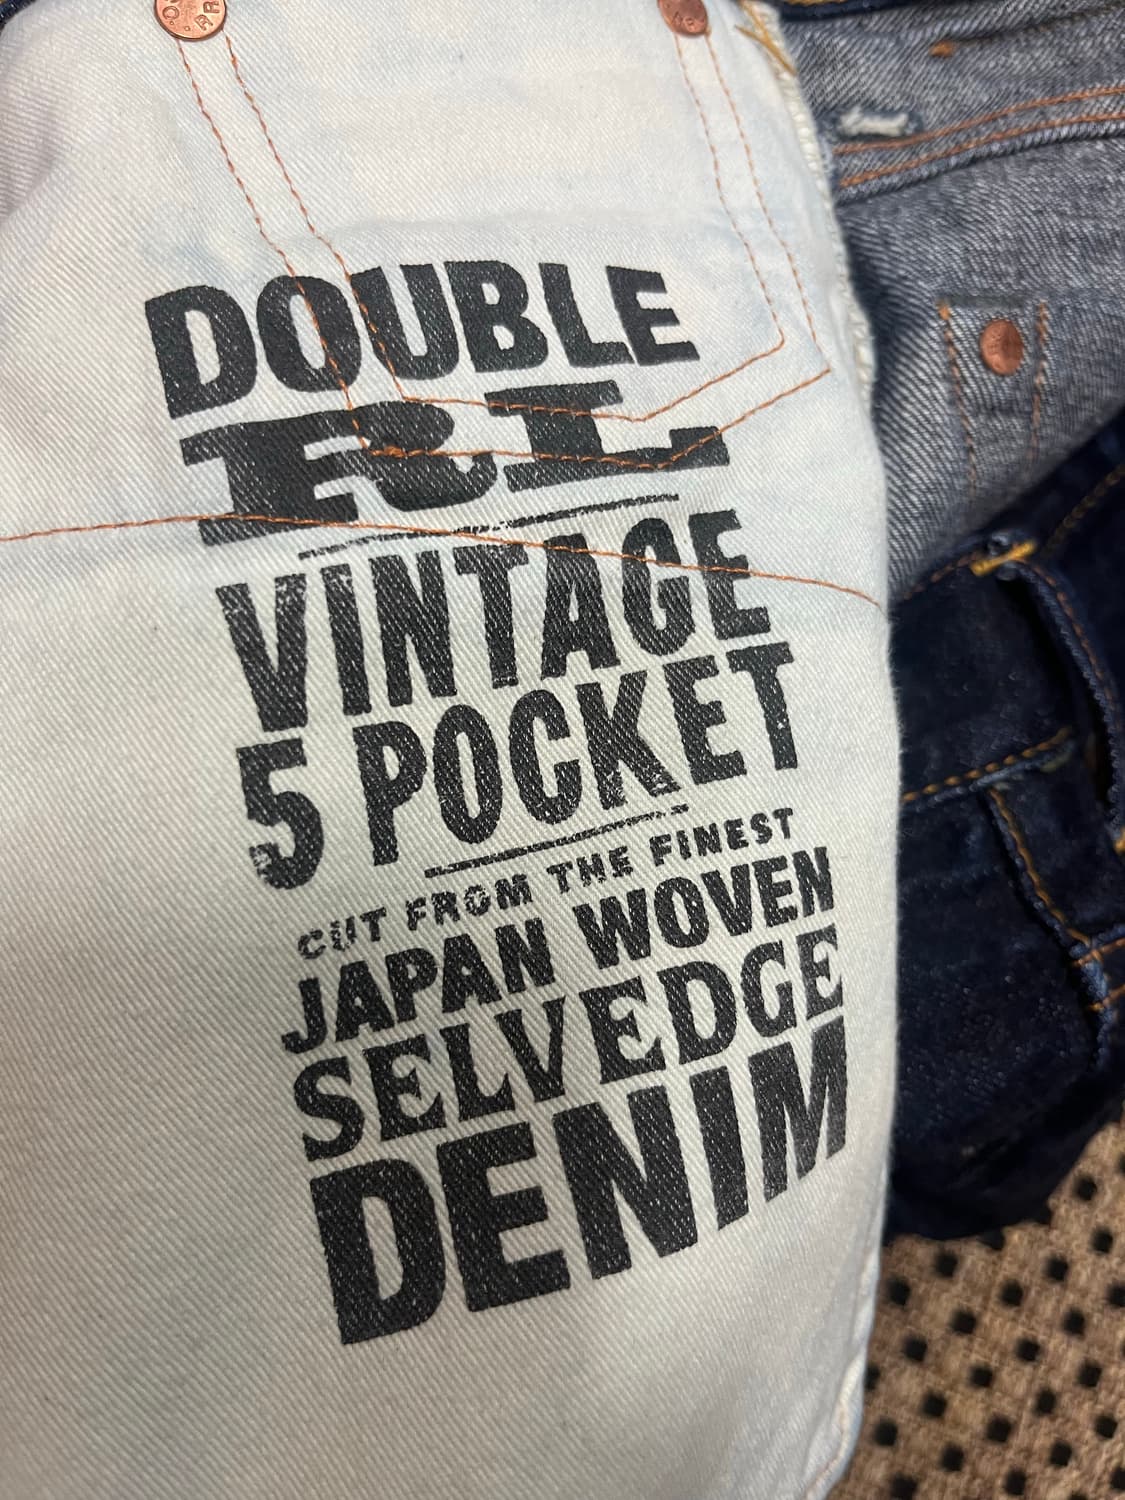 DOUBLE
RL
VINTAGE
5 POCKET
CUT FROM THE FINEST
JAPAN WOVEN
SELVEDGE
DENIM